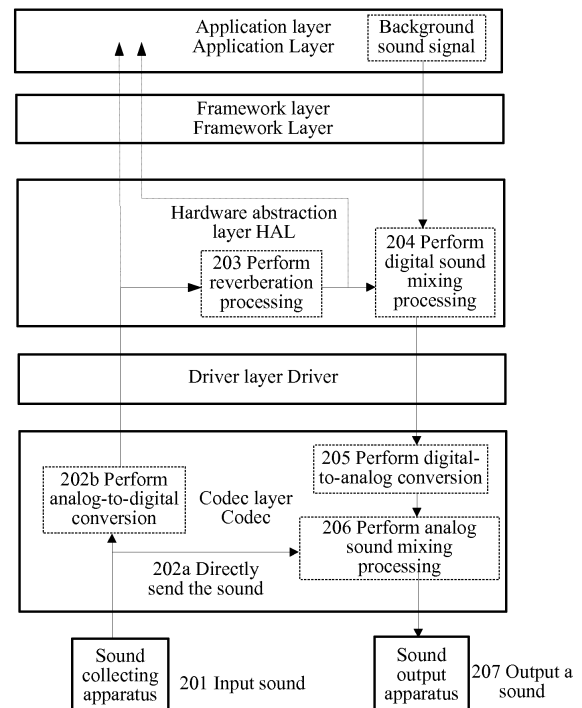 Application layer
Application Layer
Background
sound signal
Framework layer
Framework Layer
Hardware abstraction
layer HAL
203 Perform
reverberation
processing
204 Perform
digital sound
mixing
processing
Driver layer Driver
202b Perform
analog-to-digital
conversion
Codec layer
Codec
205 Perform digital-
to-analog conversion
206 Perform analog
sound mixing
processing
202a Directly
send the sound
Sound
collecting
apparatus
201 Input sound
Sound
output
apparatus
207 Output a
sound